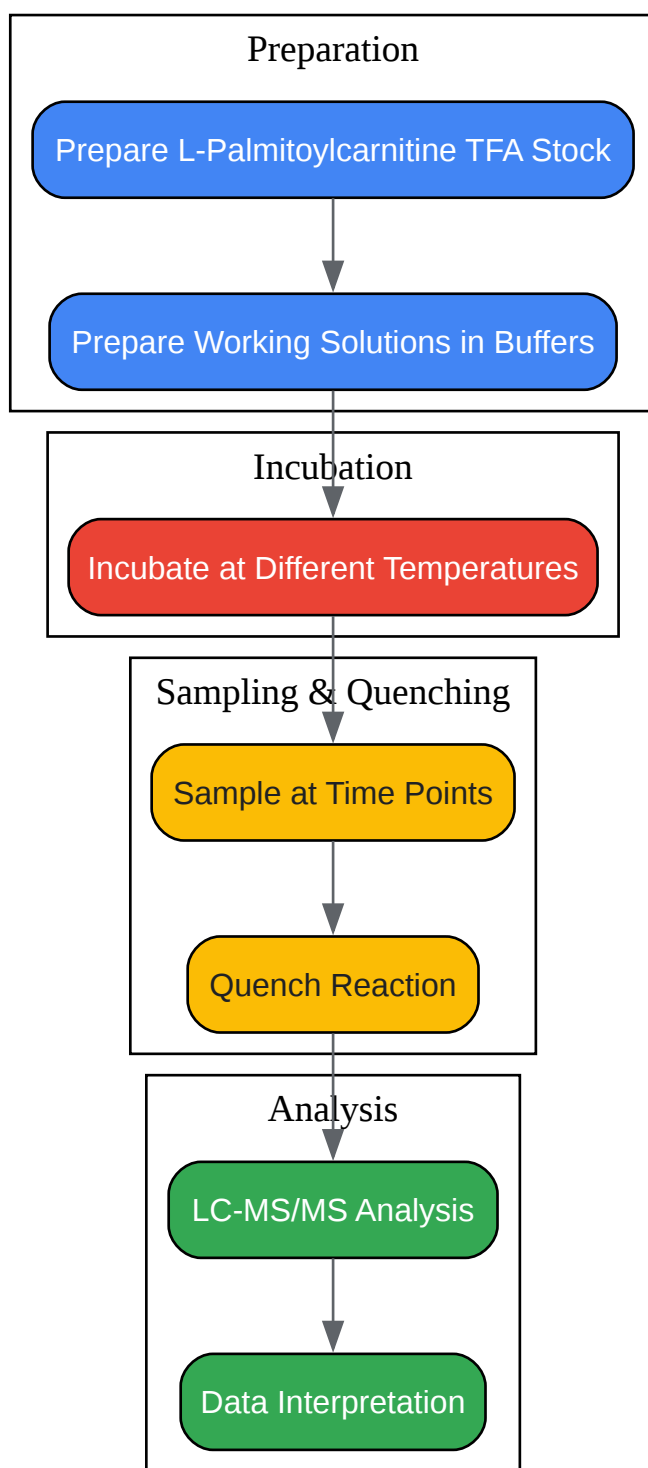 Preparation
Prepare L-Palmitoylcarnitine TFA Stock
Prepare Working Solutions in Buffers
Incubation
Incubate at Different Temperatures
Sampling & Quenching
Sample at Time Points
Quench Reaction
Analysis
LC-MS/MS Analysis
Data Interpretation